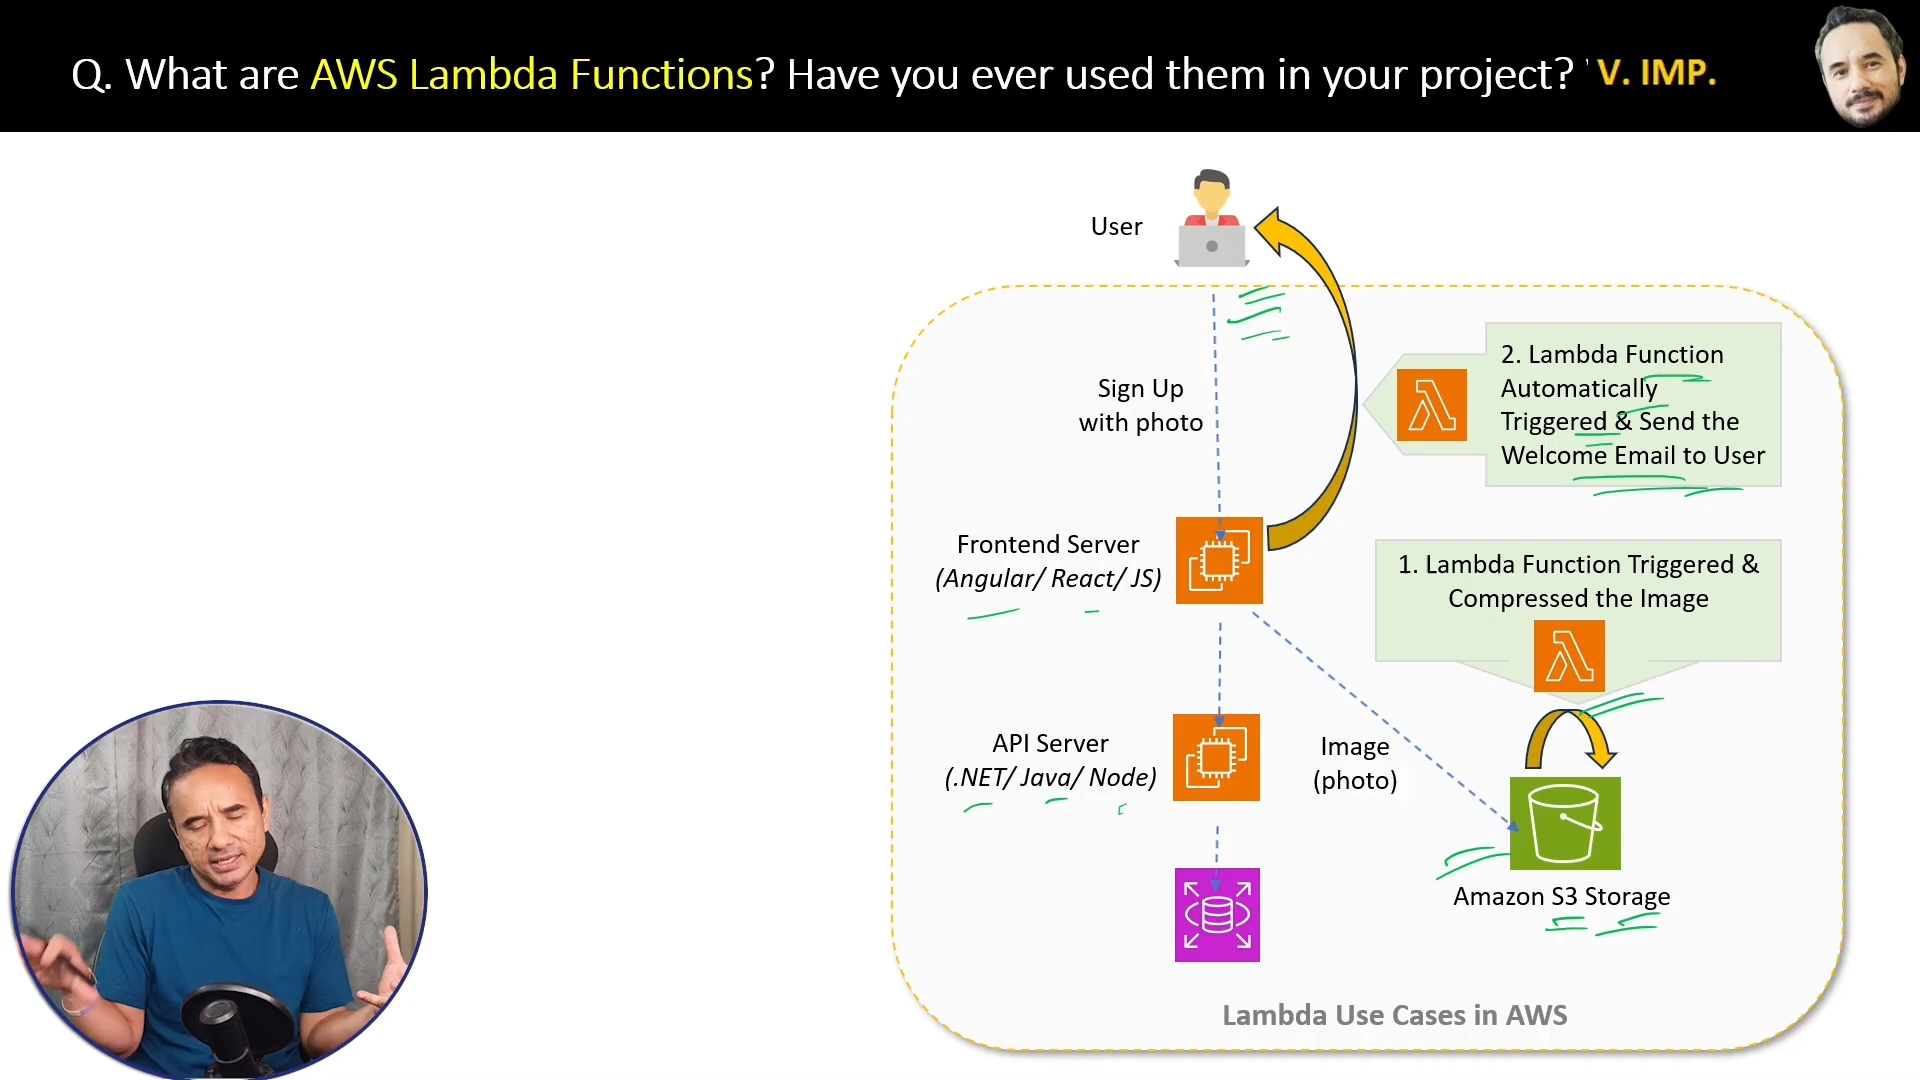 Q. What are AWS Lambda Functions? Have you ever used them in your project? V. IMP.
User
Sign Up
with photo
2. Lambda Function
Automatically
Triggered & Send the
Welcome Email to User
Frontend Server
(Angular/ React/ JS)
1. Lambda Function Triggered &
Compressed the Image
API Server
(.NET/ Java/ Node)
Image
(photo)
Amazon S3 Storage
Lambda Use Cases in AWS